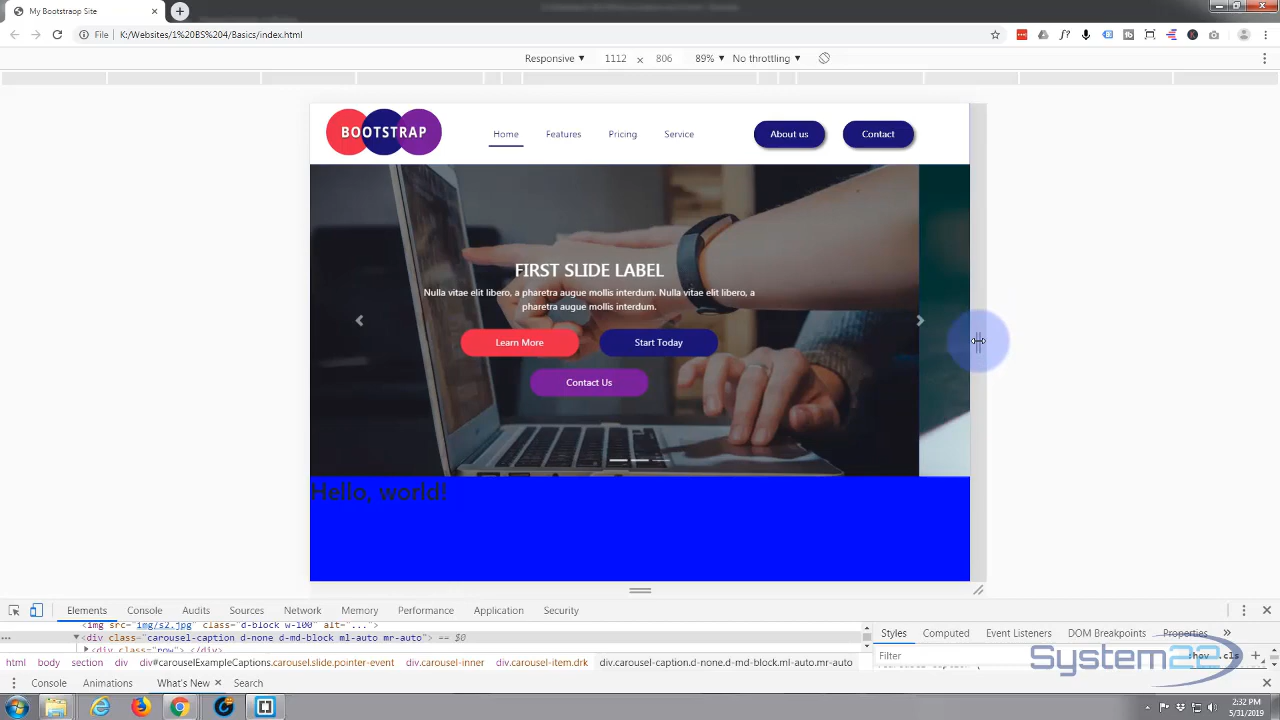 My Bootstrap Site
File | K:/Websites/1%20BS%204/Basics/index.html
Responsive 1112 × 806 89% No throttling
BOOTSTRAP Home Features Pricing Service About us Contact
FIRST SLIDE LABEL
Nulla vitae elit libero, a pharetra augue mollis interdum. Nulla vitae elit libero, a
pharetra augue mollis interdum.
Learn More Start Today
Contact Us
Hello, world!
Elements Console Audits Sources Network Memory Performance Application Security
<img src="img/s2.jpg" class="d-block w-100" alt="...">
... <div class="carousel-caption d-none d-md-block ml-auto mr-auto"> == $0
<div class="row">…</div>
Styles Computed Event Listeners DOM Breakpoints Properties »
Filter :hov .cls +
html body section div div#carouselExampleCaptions.carousel.slide.pointer-event div.carousel-inner div.carousel-item.drk div.carousel-caption.d-none.d-md-block.ml-auto.mr-auto
System22
Console Animations What's New × Search
2:32 PM
5/31/2019